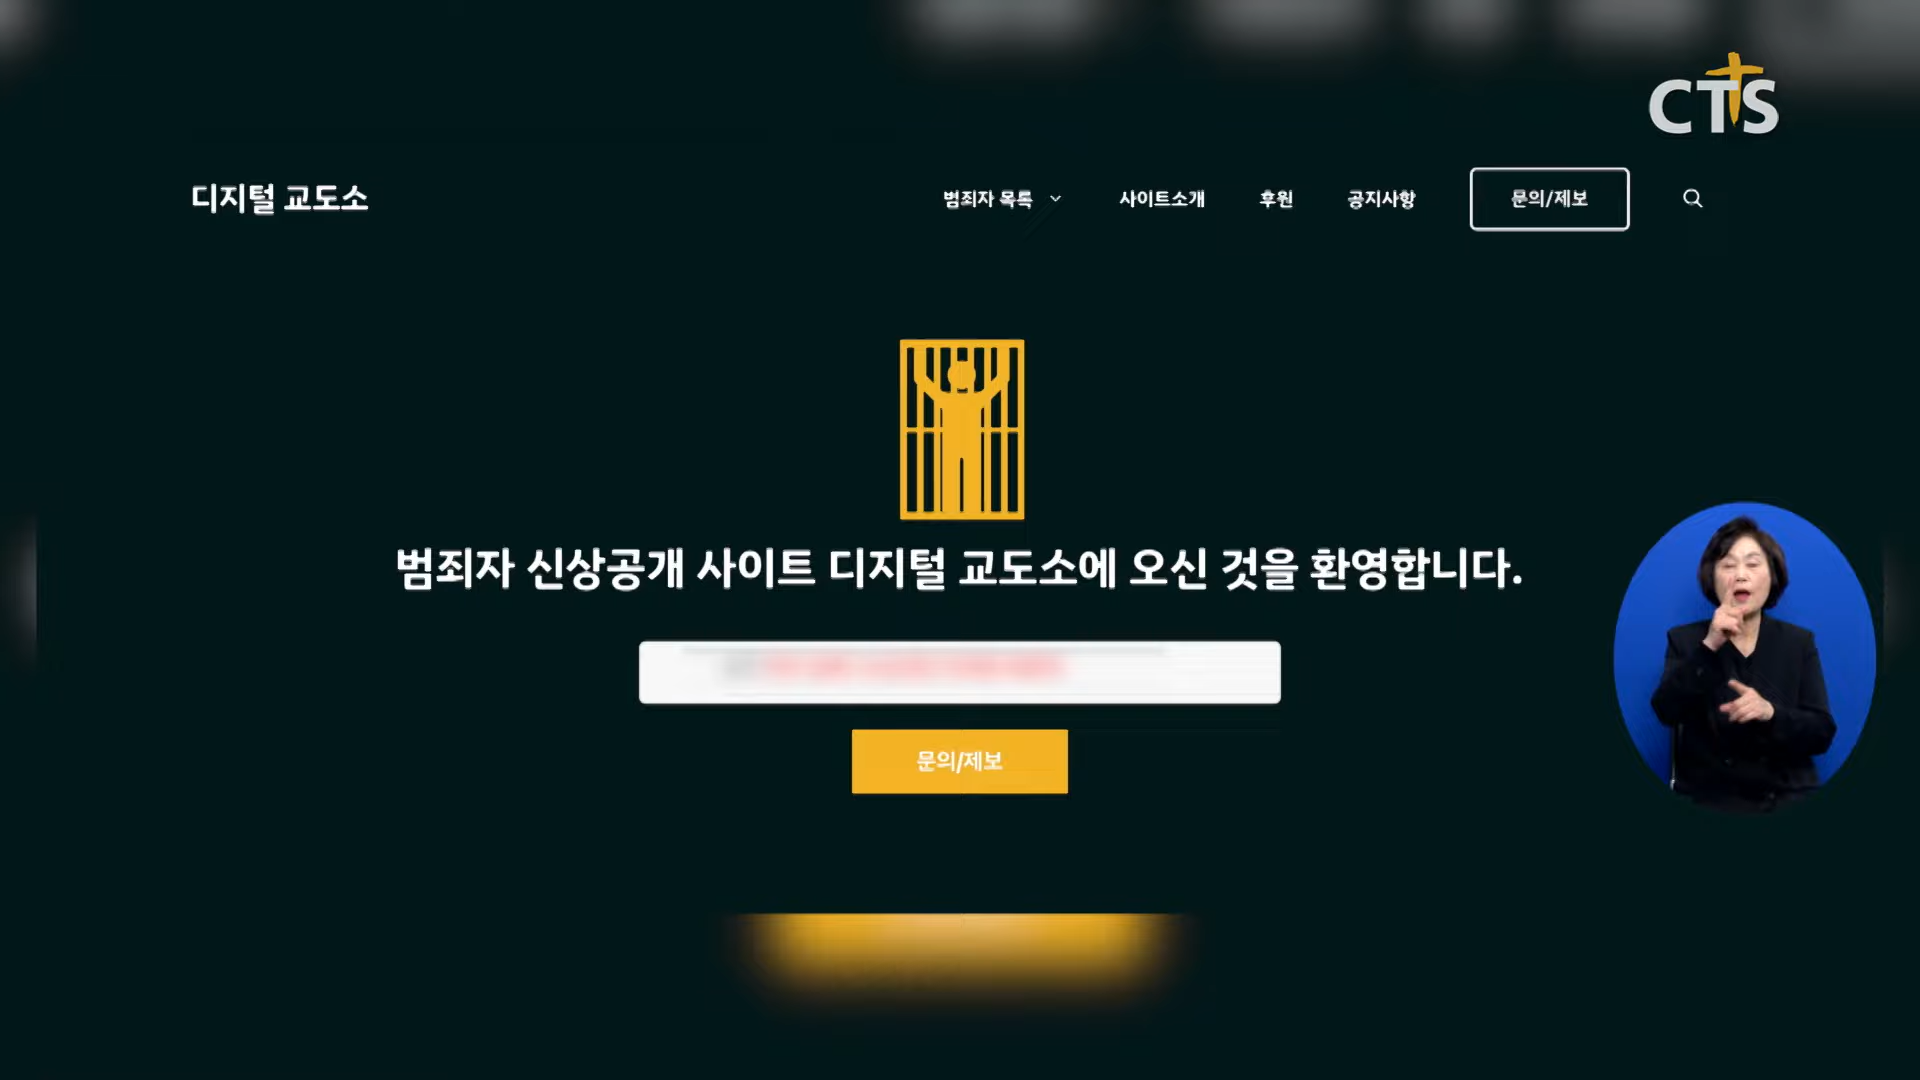 CTS
디지털 교도소
범죄자 목록
사이트소개
후원
공지사항
문의/제보
범죄자 신상공개 사이트 디지털 교도소에 오신 것을 환영합니다.
문의/제보